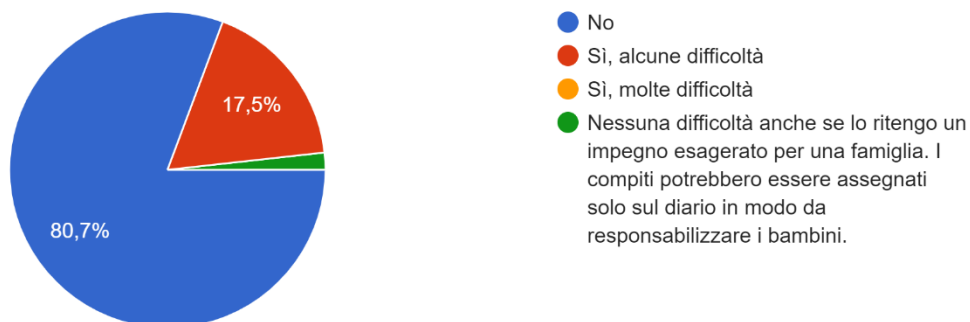 No
Sì, alcune difficoltà
17,5%
Sì, molte difficoltà
Nessuna difficoltà anche se lo ritengo un
impegno esagerato per una famiglia. I
compiti potrebbero essere assegnati
solo sul diario in modo da
responsabilizzare i bambini.
80,7%